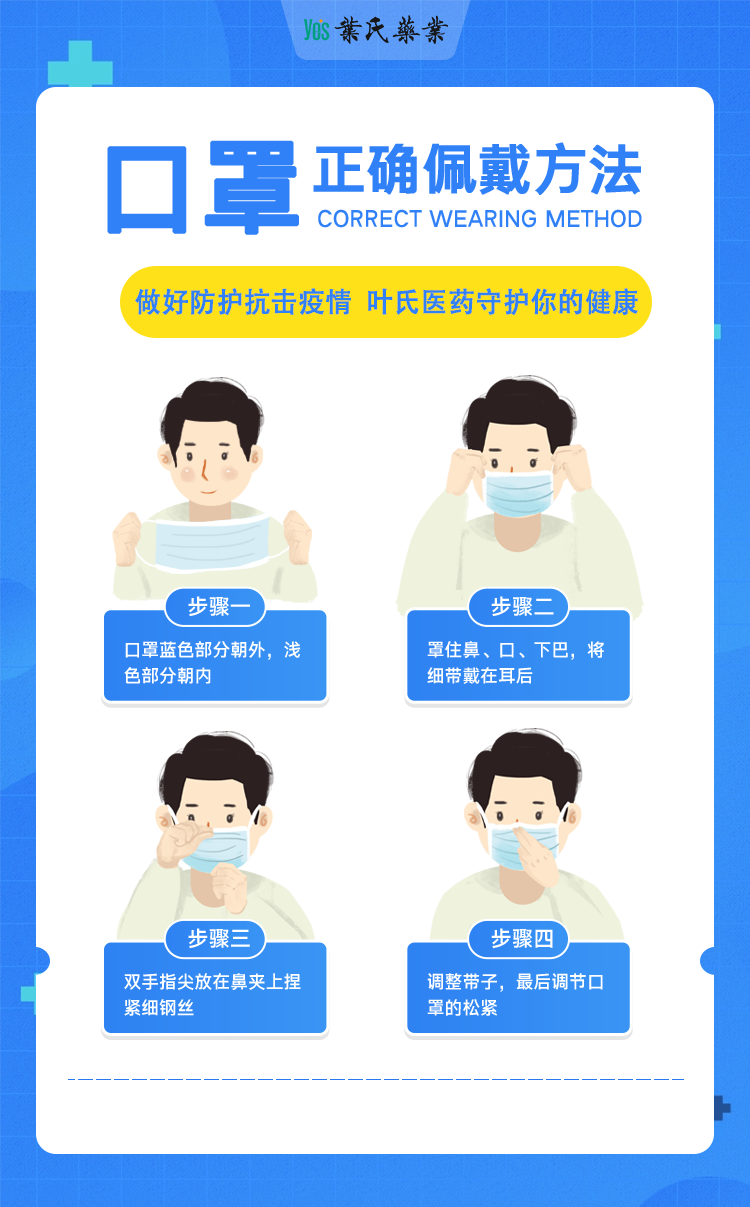 yos 葉氏藥業
口罩 正确佩戴方法
CORRECT WEARING METHOD
做好防护抗击疫情 叶氏医药守护你的健康
步骤一
口罩蓝色部分朝外，浅
色部分朝内
步骤二
罩住鼻、口、下巴，将
细带戴在耳后
步骤三
双手指尖放在鼻夹上捏
紧细钢丝
步骤四
调整带子，最后调节口
罩的松紧